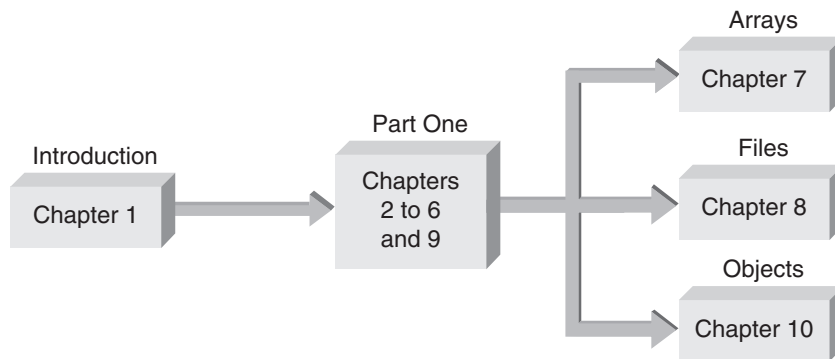 Introduction
Chapter 1
Part One
Chapters
2 to 6
and 9
Arrays
Chapter 7
Files
Chapter 8
Objects
Chapter 10